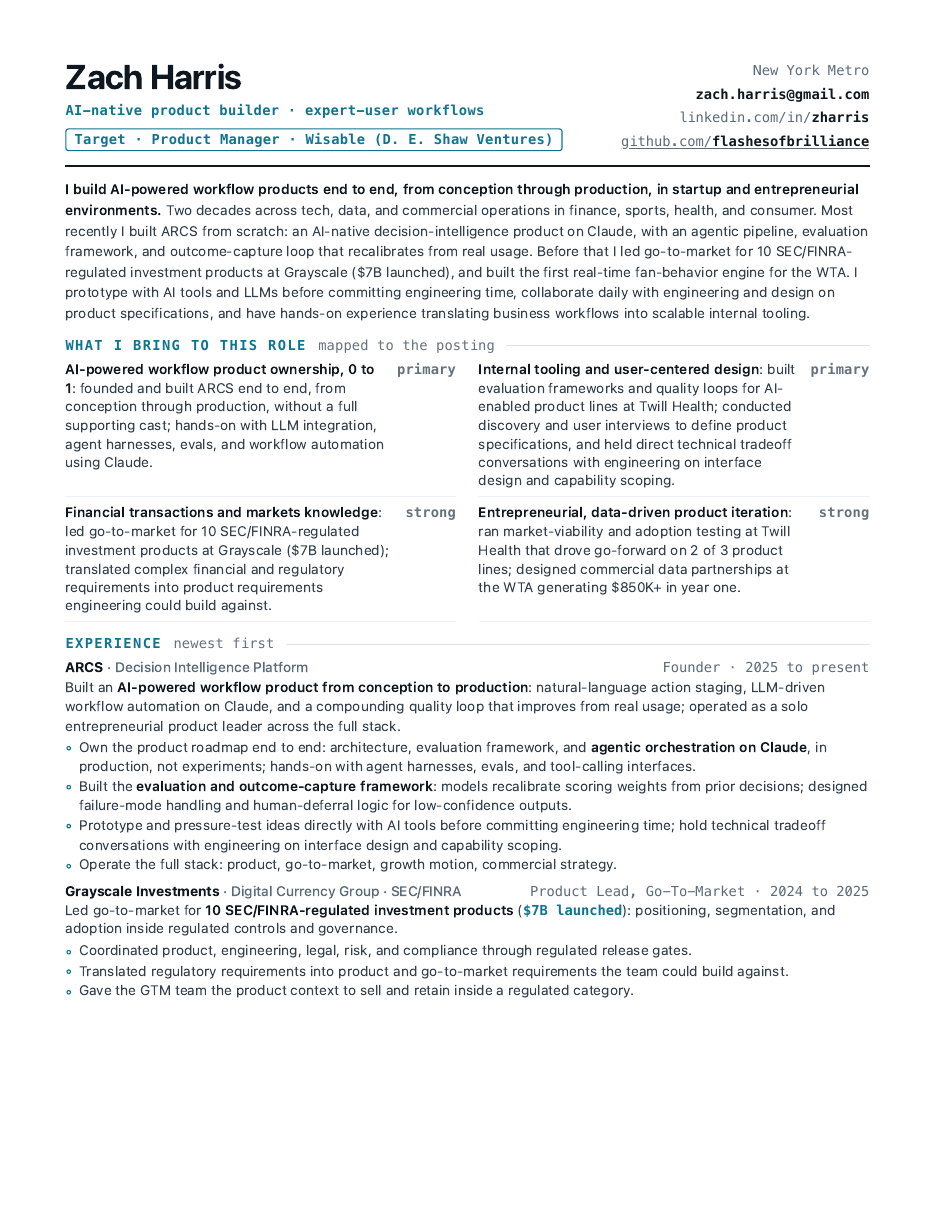 Zach Harris
AI-native product builder · expert-user workflows
Target · Product Manager · Wisable (D. E. Shaw Ventures)
New York Metro
zach.harris@gmail.com
linkedin.com/in/zharris
github.com/flashesofbrilliance
I build AI-powered workflow products end to end, from conception through production, in startup and entrepreneurial
environments. Two decades across tech, data, and commercial operations in finance, sports, health, and consumer. Most
recently I built ARCS from scratch: an AI-native decision-intelligence product on Claude, with an agentic pipeline, evaluation
framework, and outcome-capture loop that recalibrates from real usage. Before that I led go-to-market for 10 SEC/FINRA-
regulated investment products at Grayscale ($7B launched), and built the first real-time fan-behavior engine for the WTA. I
prototype with AI tools and LLMs before committing engineering time, collaborate daily with engineering and design on
product specifications, and have hands-on experience translating business workflows into scalable internal tooling.
WHAT I BRING TO THIS ROLE mapped to the posting
AI-powered workflow product ownership, 0 to primary
1: founded and built ARCS end to end, from
conception through production, without a full
supporting cast; hands-on with LLM integration,
agent harnesses, evals, and workflow automation
using Claude.
Internal tooling and user-centered design: built primary
evaluation frameworks and quality loops for AI-
enabled product lines at Twill Health; conducted
discovery and user interviews to define product
specifications, and held direct technical tradeoff
conversations with engineering on interface
design and capability scoping.
Financial transactions and markets knowledge: strong
led go-to-market for 10 SEC/FINRA-regulated
investment products at Grayscale ($7B launched);
translated complex financial and regulatory
requirements into product requirements
engineering could build against.
Entrepreneurial, data-driven product iteration: strong
ran market-viability and adoption testing at Twill
Health that drove go-forward on 2 of 3 product
lines; designed commercial data partnerships at
the WTA generating $850K+ in year one.
EXPERIENCE newest first
ARCS · Decision Intelligence Platform Founder · 2025 to present
Built an AI-powered workflow product from conception to production: natural-language action staging, LLM-driven
workflow automation on Claude, and a compounding quality loop that improves from real usage; operated as a solo
entrepreneurial product leader across the full stack.
Own the product roadmap end to end: architecture, evaluation framework, and agentic orchestration on Claude, in
production, not experiments; hands-on with agent harnesses, evals, and tool-calling interfaces.
Built the evaluation and outcome-capture framework: models recalibrate scoring weights from prior decisions; designed
failure-mode handling and human-deferral logic for low-confidence outputs.
Prototype and pressure-test ideas directly with AI tools before committing engineering time; hold technical tradeoff
conversations with engineering on interface design and capability scoping.
Operate the full stack: product, go-to-market, growth motion, commercial strategy.
Grayscale Investments · Digital Currency Group · SEC/FINRA Product Lead, Go-To-Market · 2024 to 2025
Led go-to-market for 10 SEC/FINRA-regulated investment products ($7B launched): positioning, segmentation, and
adoption inside regulated controls and governance.
Coordinated product, engineering, legal, risk, and compliance through regulated release gates.
Translated regulatory requirements into product and go-to-market requirements the team could build against.
Gave the GTM team the product context to sell and retain inside a regulated category.